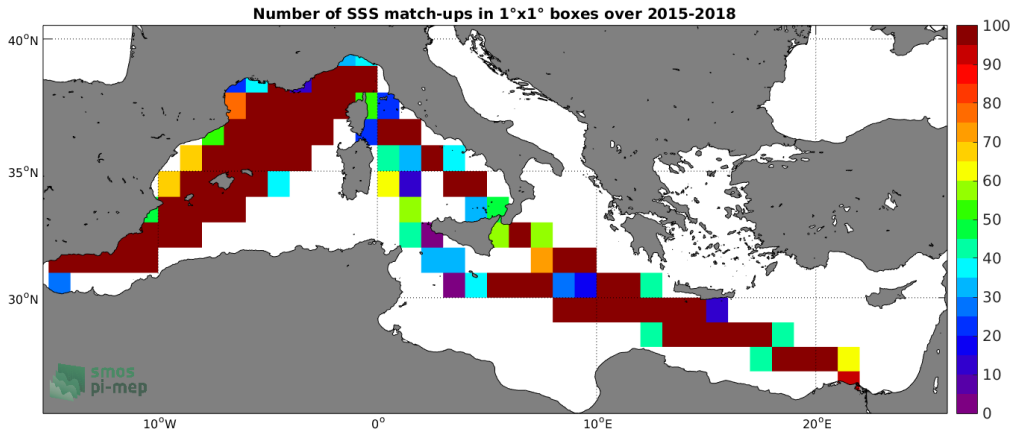 Number of SSS match-ups in 1°x1° boxes over 2015-2018
40°N
35°N
30°N
10°W
0°
10°E
20°E
100
90
80
70
60
50
40
30
20
10
0
smos
pi-mep